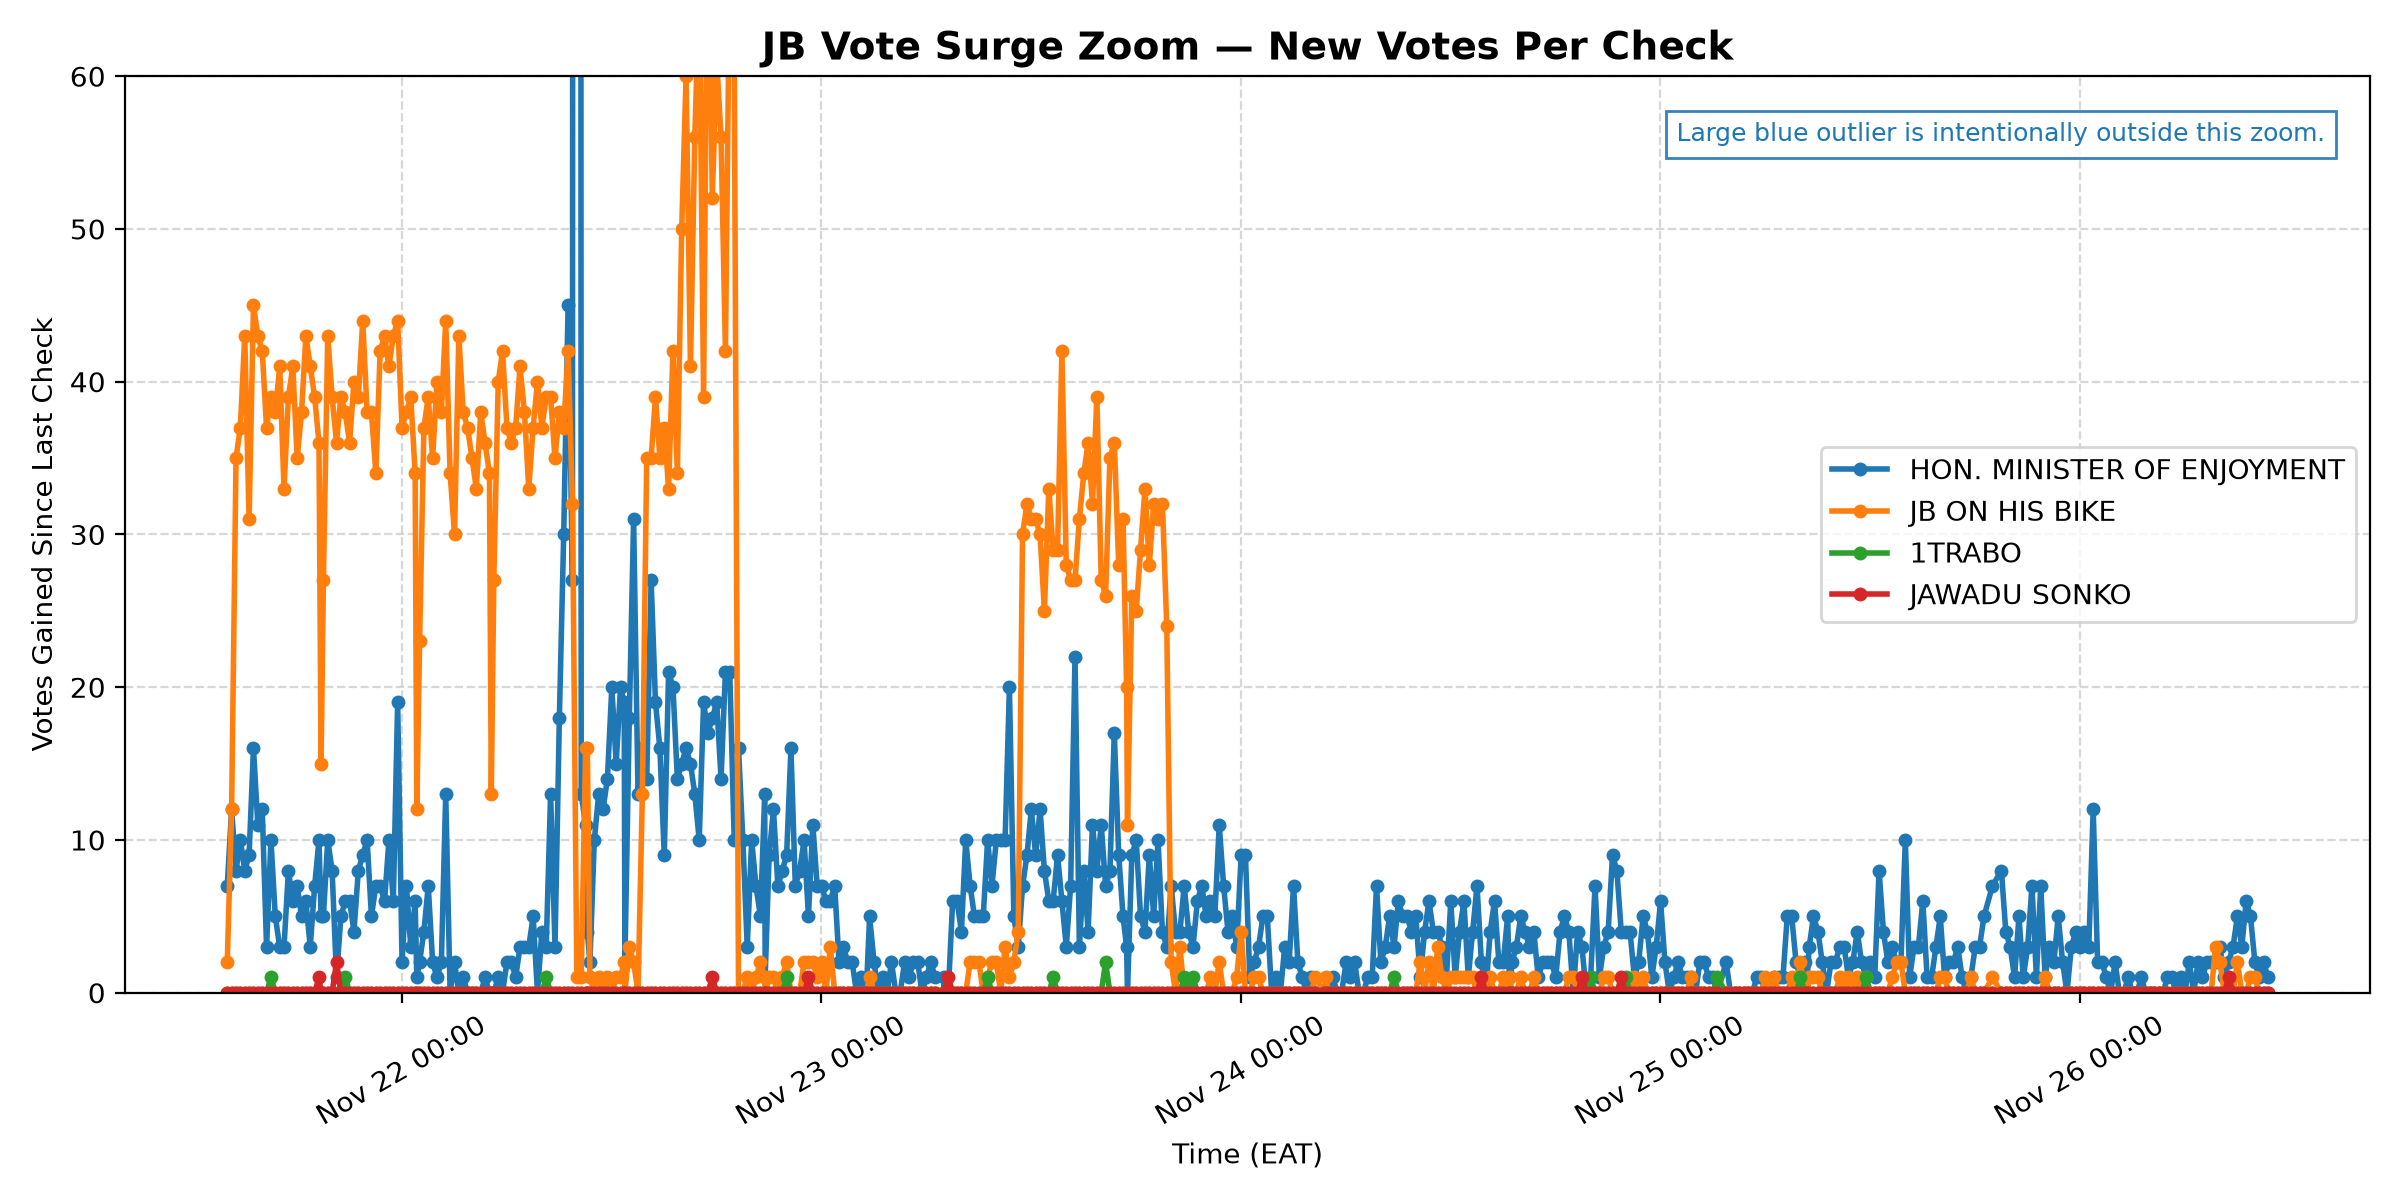 JB Vote Surge Zoom — New Votes Per Check
Large blue outlier is intentionally outside this zoom.
Votes Gained Since Last Check
60
50
40
30
20
10
0
HON. MINISTER OF ENJOYMENT
JB ON HIS BIKE
1TRABO
JAWADU SONKO
Nov 22 00:00
Nov 23 00:00
Nov 24 00:00
Nov 25 00:00
Nov 26 00:00
Time (EAT)